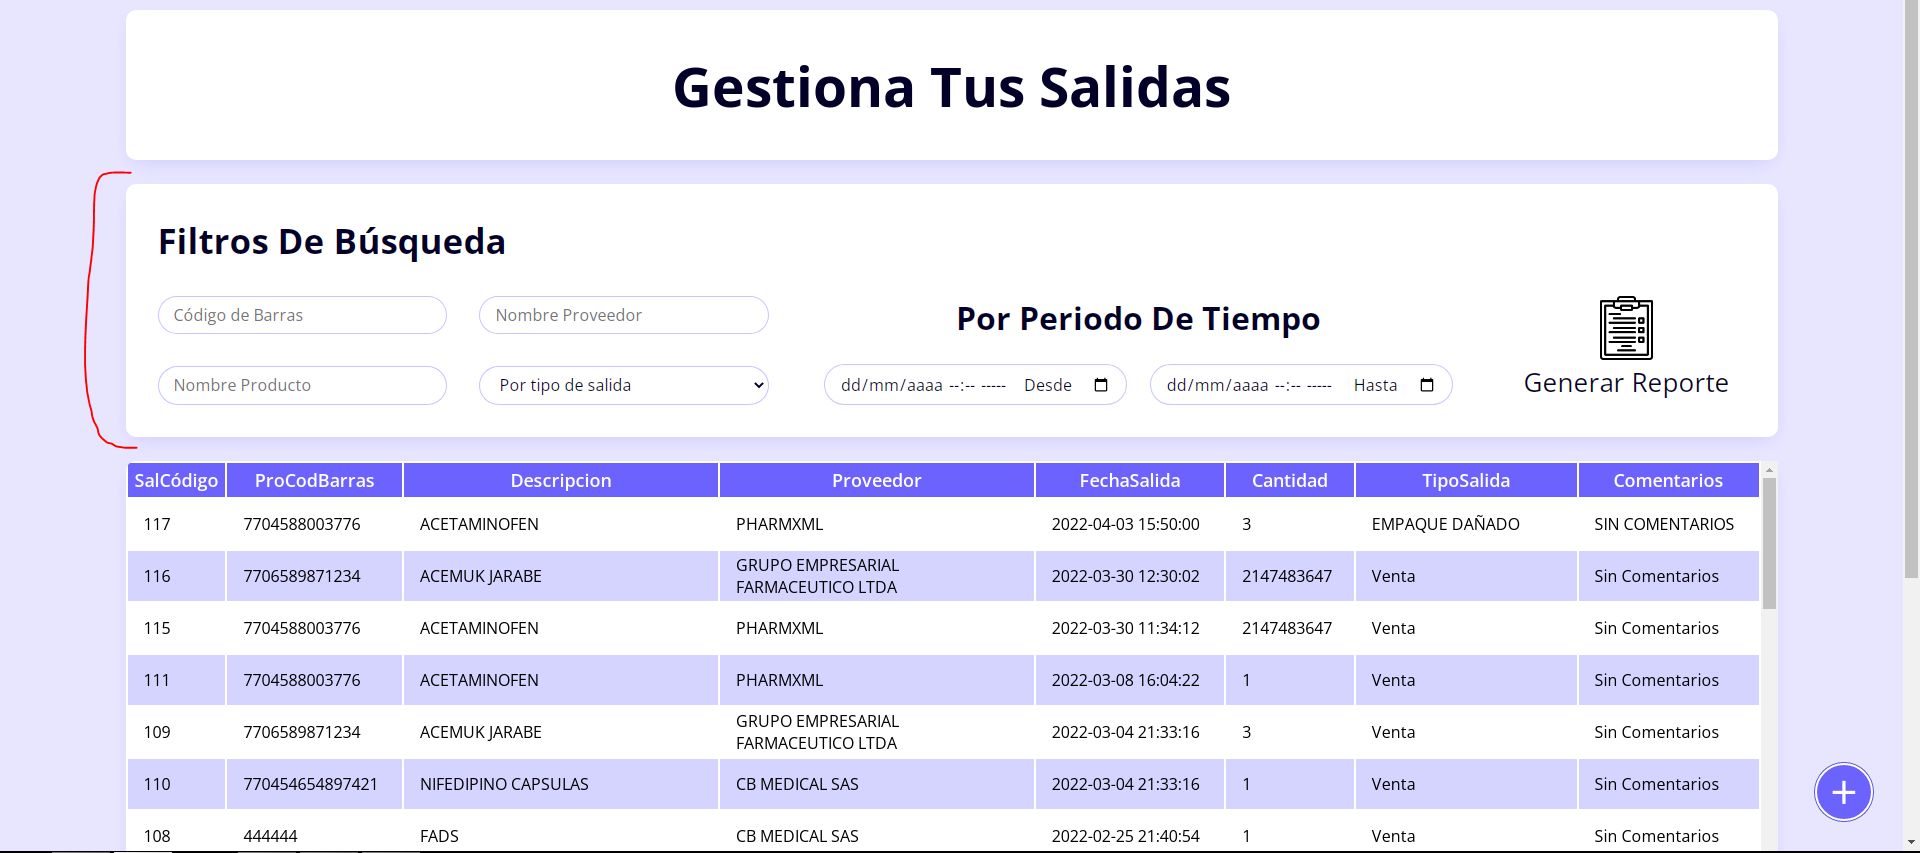 Gestiona Tus Salidas
Filtros De Búsqueda
Código de Barras Nombre Proveedor
Nombre Producto Por tipo de salida
Por Periodo De Tiempo
dd/mm/aaaa --:-- ----- Desde dd/mm/aaaa --:-- ----- Hasta
Generar Reporte
SalCódigo ProCodBarras Descripcion Proveedor FechaSalida Cantidad TipoSalida Comentarios
117 7704588003776 ACETAMINOFEN PHARMXML 2022-04-03 15:50:00 3 EMPAQUE DAÑADO SIN COMENTARIOS
116 7706589871234 ACEMUK JARABE GRUPO EMPRESARIAL FARMACEUTICO LTDA 2022-03-30 12:30:02 2147483647 Venta Sin Comentarios
115 7704588003776 ACETAMINOFEN PHARMXML 2022-03-30 11:34:12 2147483647 Venta Sin Comentarios
111 7704588003776 ACETAMINOFEN PHARMXML 2022-03-08 16:04:22 1 Venta Sin Comentarios
109 7706589871234 ACEMUK JARABE GRUPO EMPRESARIAL FARMACEUTICO LTDA 2022-03-04 21:33:16 3 Venta Sin Comentarios
110 770454654897421 NIFEDIPINO CAPSULAS CB MEDICAL SAS 2022-03-04 21:33:16 1 Venta Sin Comentarios
108 444444 FADS CB MEDICAL SAS 2022-02-25 21:40:54 1 Venta Sin Comentarios